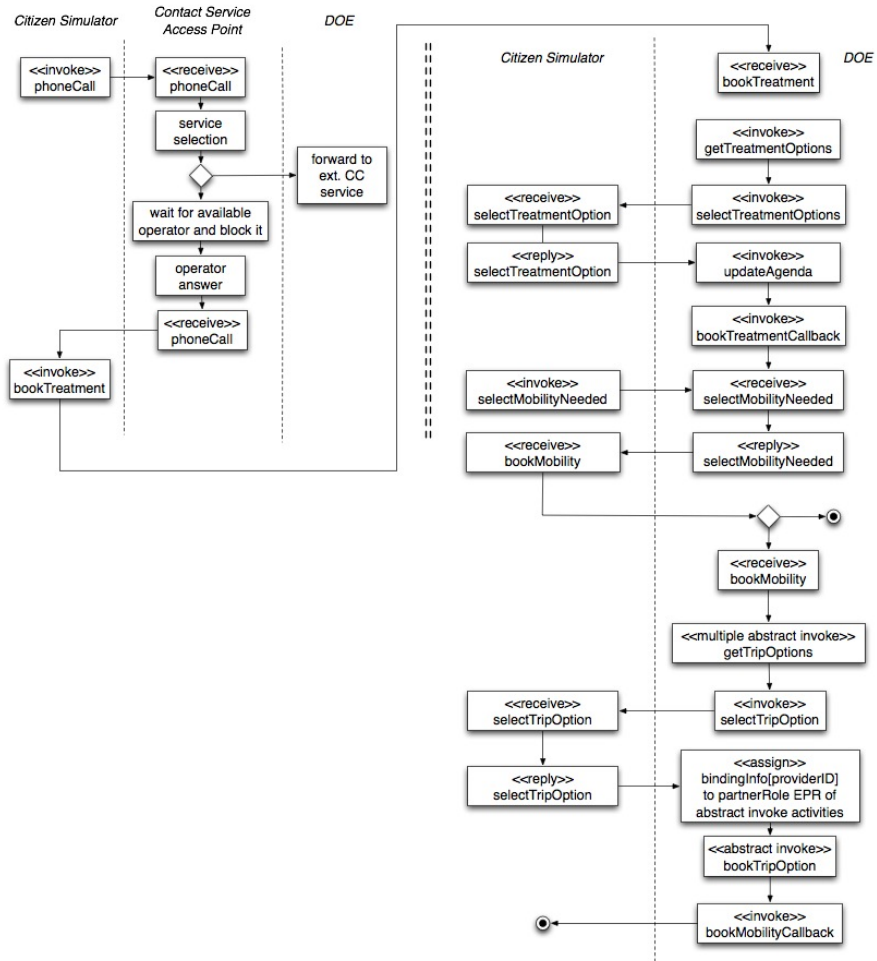 Citizen Simulator
Contact Service
Access Point
DOE
<<invoke>>
phoneCall
<<receive>>
phoneCall
service
selection
forward to
ext. CC
service
wait for available
operator and block it
operator
answer
<<receive>>
phoneCall
<<invoke>>
bookTreatment
Citizen Simulator
DOE
<<receive>>
bookTreatment
<<invoke>>
getTreatmentOptions
<<receive>>
selectTreatmentOption
<<invoke>>
selectTreatmentOptions
<<reply>>
selectTreatmentOption
<<invoke>>
updateAgenda
<<invoke>>
bookTreatmentCallback
<<invoke>>
selectMobilityNeeded
<<receive>>
selectMobilityNeeded
<<receive>>
bookMobility
<<reply>>
selectMobilityNeeded
<<receive>>
bookMobility
<<multiple abstract invoke>>
getTripOptions
<<receive>>
selectTripOption
<<invoke>>
selectTripOption
<<reply>>
selectTripOption
<<assign>>
bindingInfo[providerID]
to partnerRole EPR of
abstract invoke activities
<<abstract invoke>>
bookTripOption
<<invoke>>
bookMobilityCallback